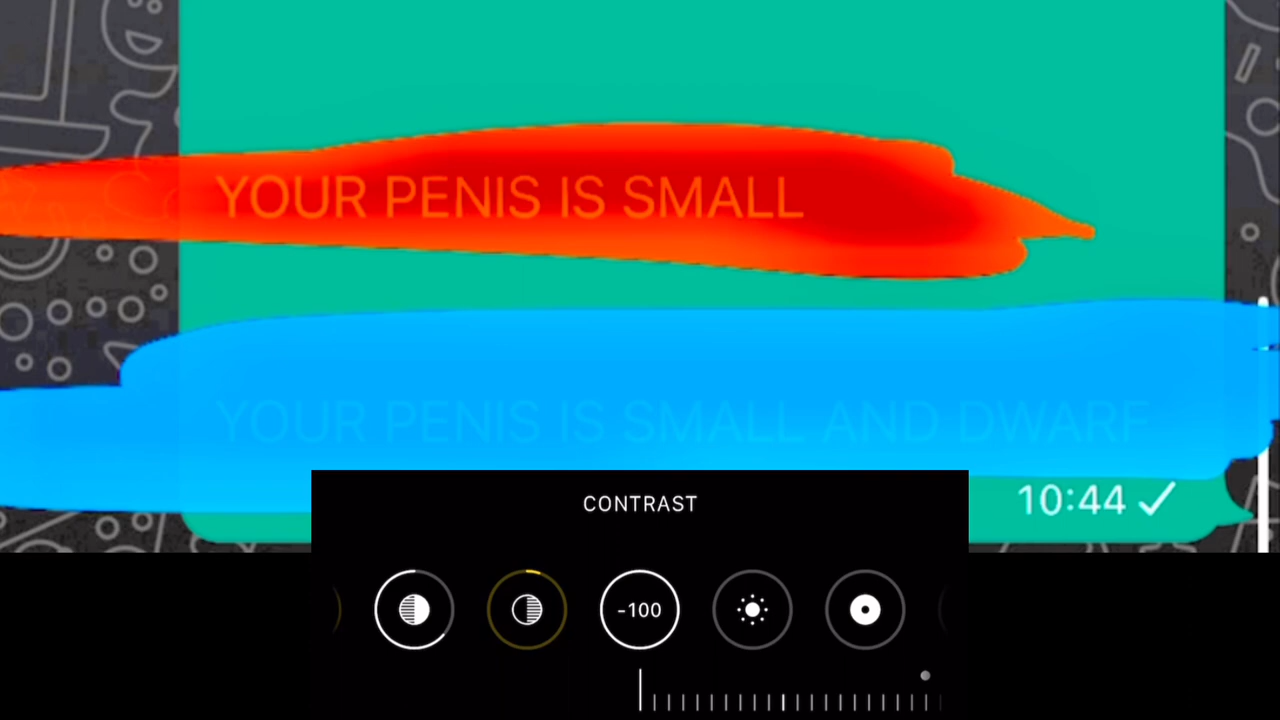 YOUR PENIS IS SMALL
YOUR PENIS IS SMALL AND DWARF
10:44
CONTRAST
-100